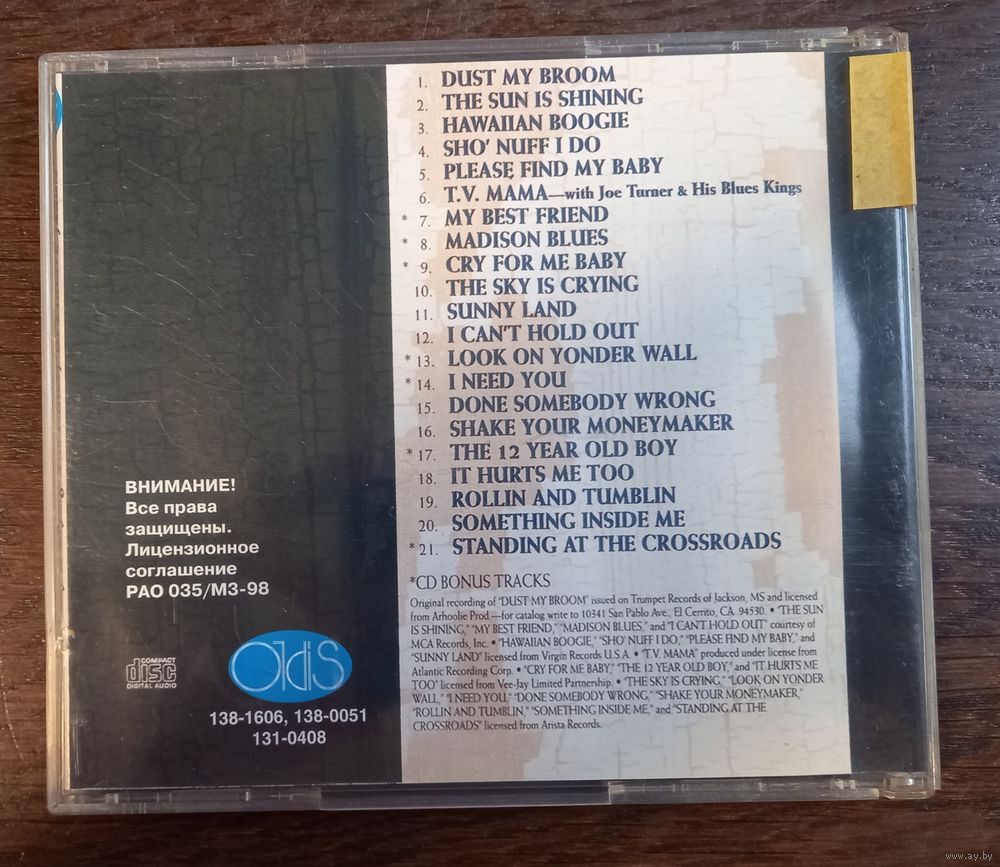 1. DUST MY BROOM
2. THE SUN IS SHINING
3. HAWAIIAN BOOGIE
4. SHO' NUFF I DO
5. PLEASE FIND MY BABY
6. T.V. MAMA—with Joe Turner & His Blues Kings
* 7. MY BEST FRIEND
* 8. MADISON BLUES
* 9. CRY FOR ME BABY
10. THE SKY IS CRYING
11. SUNNY LAND
12. I CAN'T HOLD OUT
* 13. LOOK ON YONDER WALL
* 14. I NEED YOU
15. DONE SOMEBODY WRONG
16. SHAKE YOUR MONEYMAKER
* 17. THE 12 YEAR OLD BOY
18. IT HURTS ME TOO
19. ROLLIN AND TUMBLIN
20. SOMETHING INSIDE ME
* 21. STANDING AT THE CROSSROADS
*CD BONUS TRACKS
Original recording of "DUST MY BROOM" issued on Trumpet Records of Jackson, MS and licensed
from Arhoolie Prod.—for catalog write to 10341 San Pablo Ave., El Cerrito, CA. 94530. • "THE SUN
IS SHINING," "MY BEST FRIEND," "MADISON BLUES," and "I CAN'T HOLD OUT" courtesy of
MCA Records, Inc. • "HAWAIIAN BOOGIE," "SHO' NUFF I DO," "PLEASE FIND MY BABY," and
"SUNNY LAND" licensed from Virgin Records U.S.A. • "T.V. MAMA" produced under license from
Atlantic Recording Corp. • "CRY FOR ME BABY," "THE 12 YEAR OLD BOY," and "IT HURTS ME
TOO" licensed from Vee-Jay Limited Partnership. • "THE SKY IS CRYING," "LOOK ON YONDER
WALL," "I NEED YOU," "DONE SOMEBODY WRONG," "SHAKE YOUR MONEYMAKER,"
"ROLLIN AND TUMBLIN," "SOMETHING INSIDE ME," and "STANDING AT THE
CROSSROADS" licensed from Arista Records.
ВНИМАНИЕ!
Все права
защищены.
Лицензионное
соглашение
РАО 035/МЗ-98
COMPACT
disc
DIGITAL AUDIO
138-1606, 138-0051
131-0408
www.ay.by